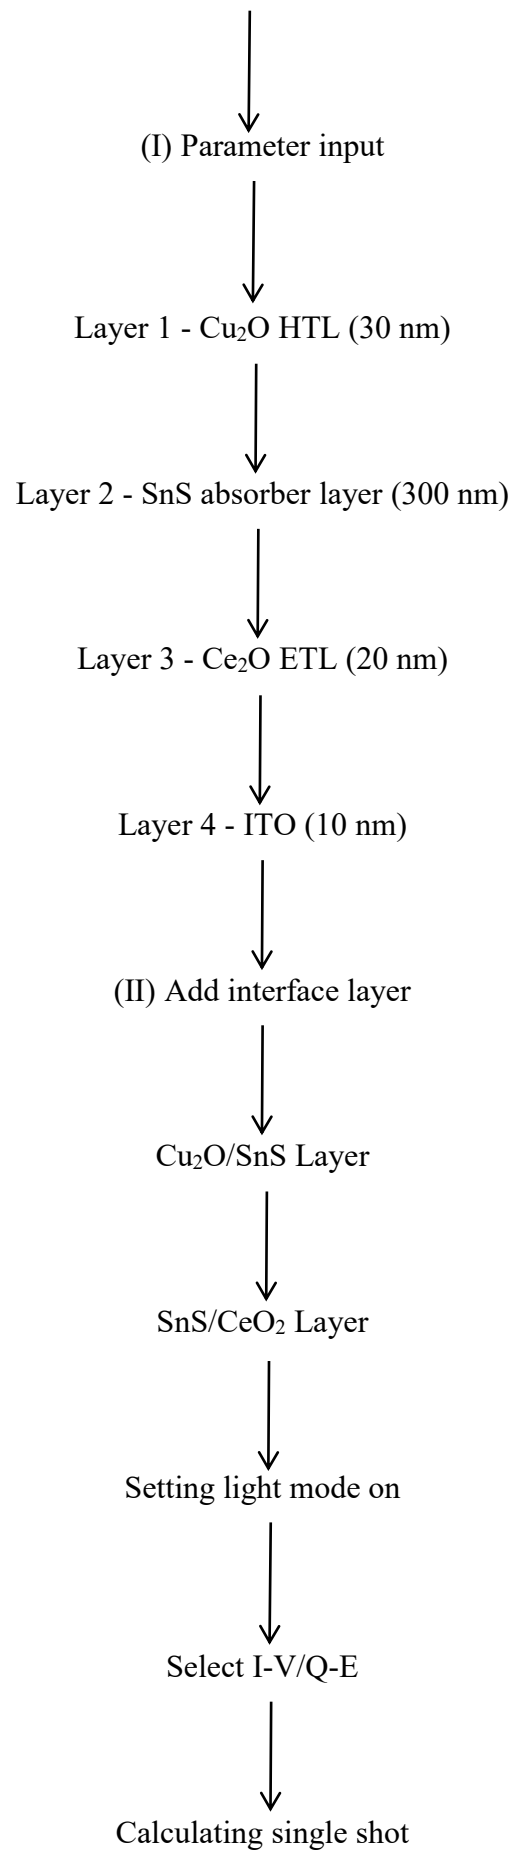 (I) Parameter input
Layer 1 - Cu₂O HTL (30 nm)
Layer 2 - SnS absorber layer (300 nm)
Layer 3 - Ce₂O ETL (20 nm)
Layer 4 - ITO (10 nm)
(II) Add interface layer
Cu₂O/SnS Layer
SnS/CeO₂ Layer
Setting light mode on
Select I-V/Q-E
Calculating single shot